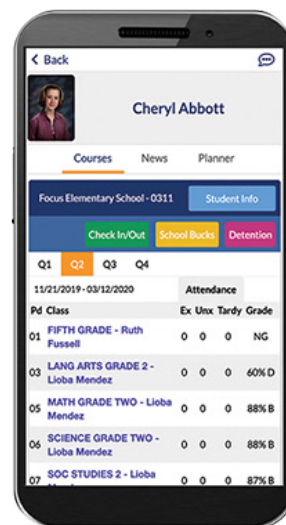 Back
Cheryl Abbott
Courses News Planner
Focus Elementary School - 0311 Student Info
Check In/Out School Bucks Detention
Q1 Q2 Q3 Q4
11/21/2019 - 03/12/2020 Attendance
Pd Class Ex Unx Tardy Grade
01 FIFTH GRADE - Ruth
Fussell 0 0 0 NG
03 LANG ARTS GRADE 2 -
Lioba Mendez 0 0 0 60% D
05 MATH GRADE TWO - Lioba
Mendez 0 0 0 88% B
06 SCIENCE GRADE TWO -
Lioba Mendez 0 0 0 88% B
07 SOC STUDIES 2 - Lioba
0 0 0 87% B